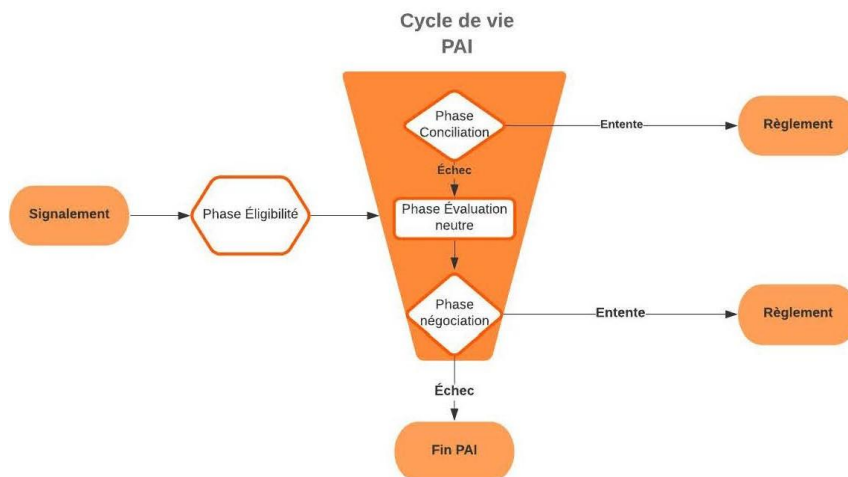 Cycle de vie
PAI
Phase
Conciliation
Entente
Règlement
Échec
Signalement
Phase Éligibilité
Phase Évaluation
neutre
Phase
négociation
Entente
Règlement
Échec
Fin PAI